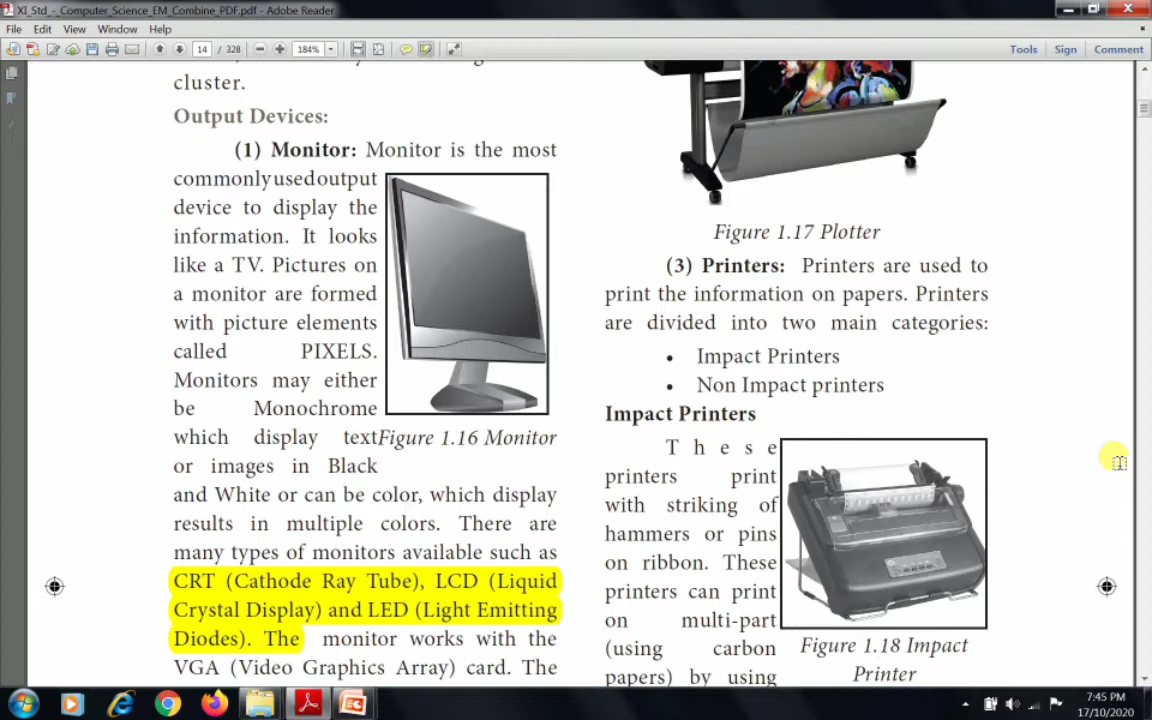 XI_Std_-_Computer_Science_EM_Combine_PDF.pdf - Adobe Reader
File Edit View Window Help
14 / 328 184% Tools Sign Comment
cluster.
Output Devices:
(1) Monitor: Monitor is the most
commonly used output
device to display the
information. It looks
like a TV. Pictures on
a monitor are formed
with picture elements
called PIXELS.
Monitors may either
be Monochrome
which display text
or images in Black
and White or can be color, which display
results in multiple colors. There are
many types of monitors available such as
CRT (Cathode Ray Tube), LCD (Liquid
Crystal Display) and LED (Light Emitting
Diodes). The monitor works with the
VGA (Video Graphics Array) card. The
Figure 1.16 Monitor
Figure 1.17 Plotter
(3) Printers: Printers are used to
print the information on papers. Printers
are divided into two main categories:
• Impact Printers
• Non Impact printers
Impact Printers
These
printers print
with striking of
hammers or pins
on ribbon. These
printers can print
on multi-part
(using carbon
papers) by using
Figure 1.18 Impact
Printer
7:45 PM
17/10/2020